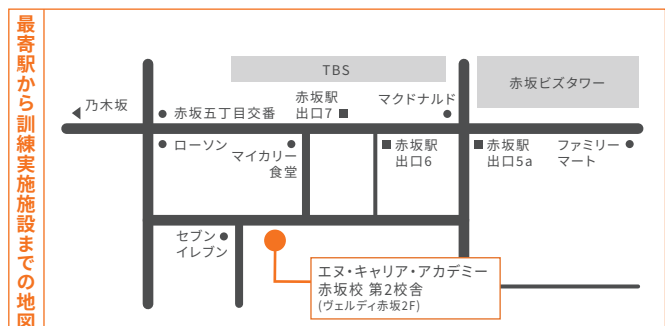 最寄駅から訓練実施施設までの地図
TBS
赤坂ビズタワー
乃木坂
赤坂五丁目交番
赤坂駅
出口7
マクドナルド
ローソン
マイカリー
食堂
赤坂駅
出口6
赤坂駅
出口5a
ファミリー
マート
セブン
イレブン
エヌ・キャリア・アカデミー
赤坂校 第2校舎
(ヴェルディ赤坂2F)